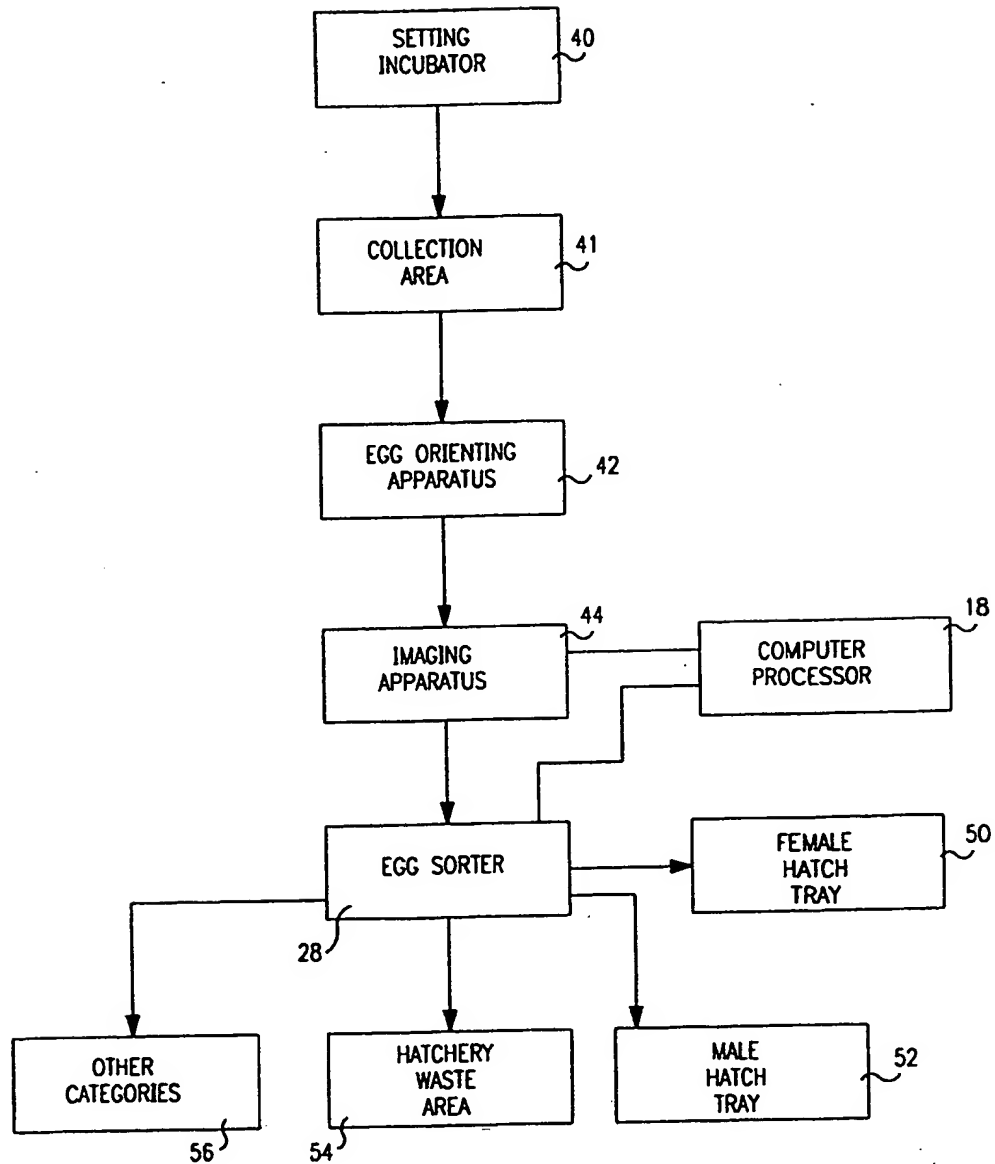 SETTING
INCUBATOR
40
COLLECTION
AREA
41
EGG ORIENTING
APPARATUS
42
IMAGING
APPARATUS
44
COMPUTER
PROCESSOR
18
EGG SORTER
28
FEMALE
HATCH
TRAY
50
OTHER
CATEGORIES
56
HATCHERY
WASTE
AREA
54
MALE
HATCH
TRAY
52